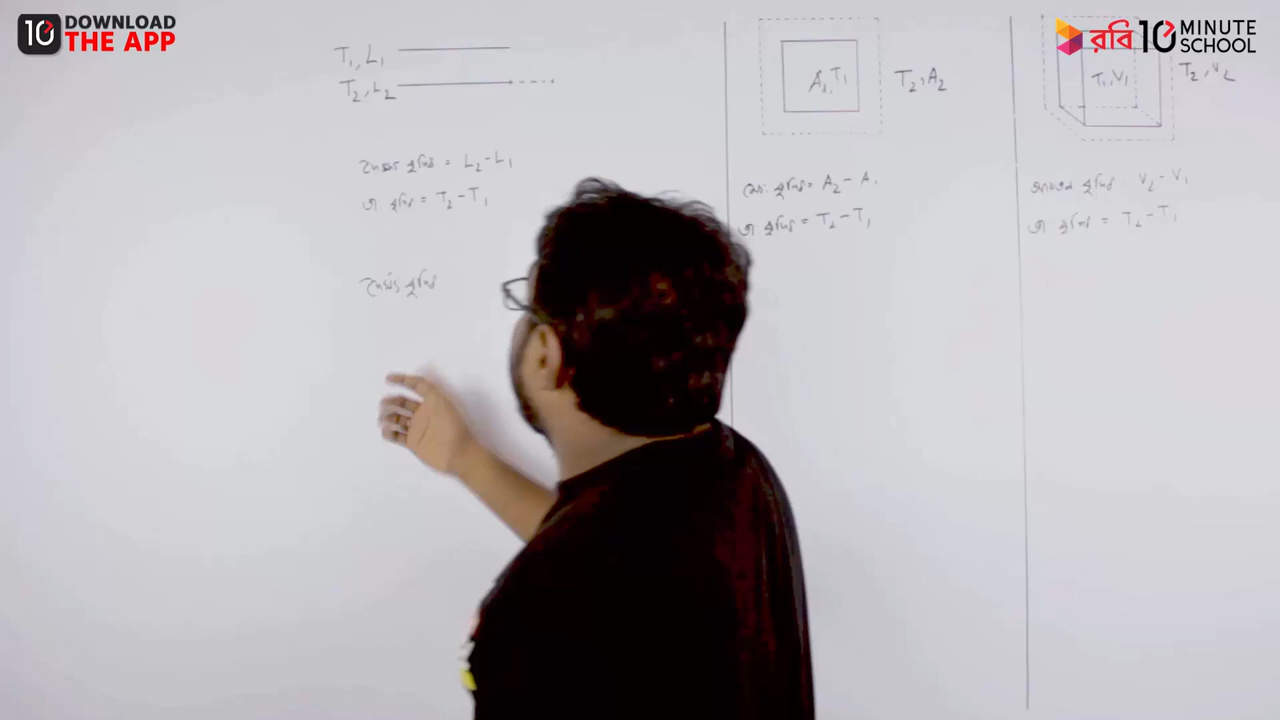 DOWNLOAD
THE APP
রবি 10 MINUTE SCHOOL
T₁, L₁
T₂, L₂
দৈর্ঘ্য বৃদ্ধি = L₂ - L₁
তা বৃদ্ধি = T₂ - T₁
দৈর্ঘ্য বৃদ্ধি
A₁, T₁
T₂, A₂
ক্ষে: বৃদ্ধি = A₂ - A₁
তা বৃদ্ধি = T₂ - T₁
T₁, V₁
T₂, V₂
আয়তন বৃদ্ধি : V₂ - V₁
তা বৃদ্ধি = T₂ - T₁